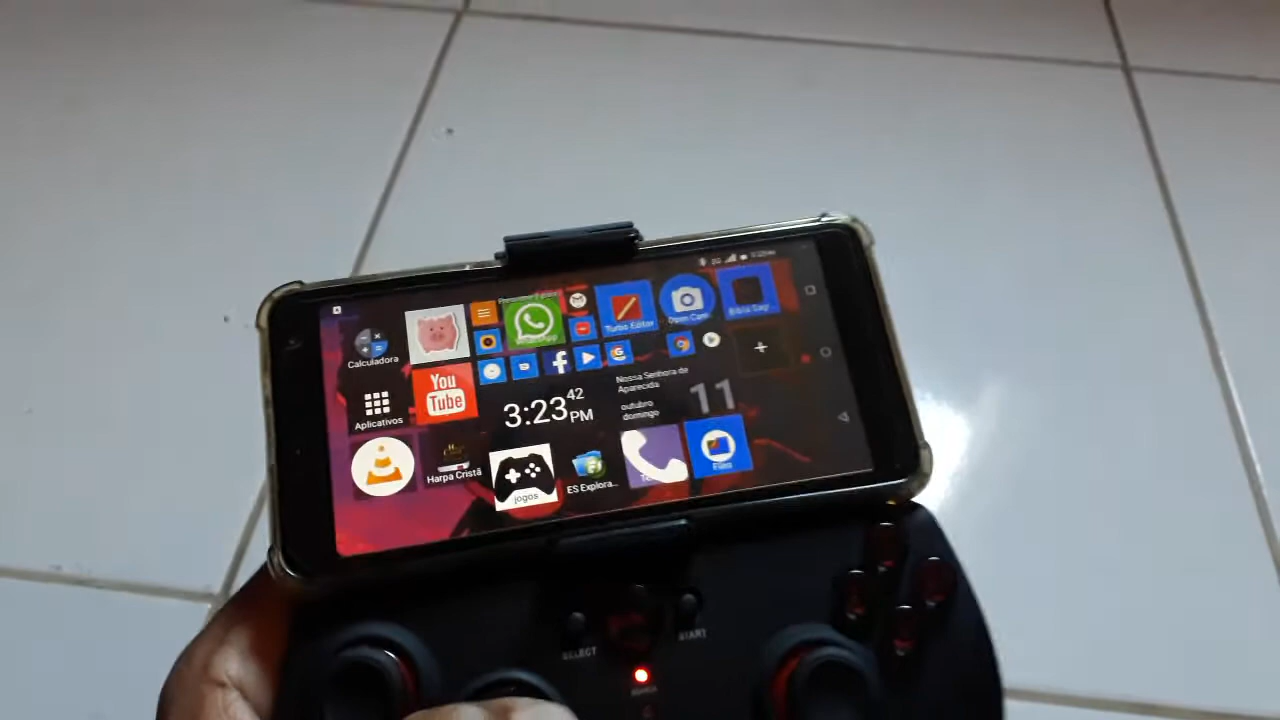 Calculadora
WhatsApp
Turbo Editor
Open Cam
Aplicativos
You
Tube
3:23 42
PM
Nossa Senhora de
Aparecida
outubro
domingo
11
Harpa Cristã
jogos
ES Explora...
Files
SELECT
START